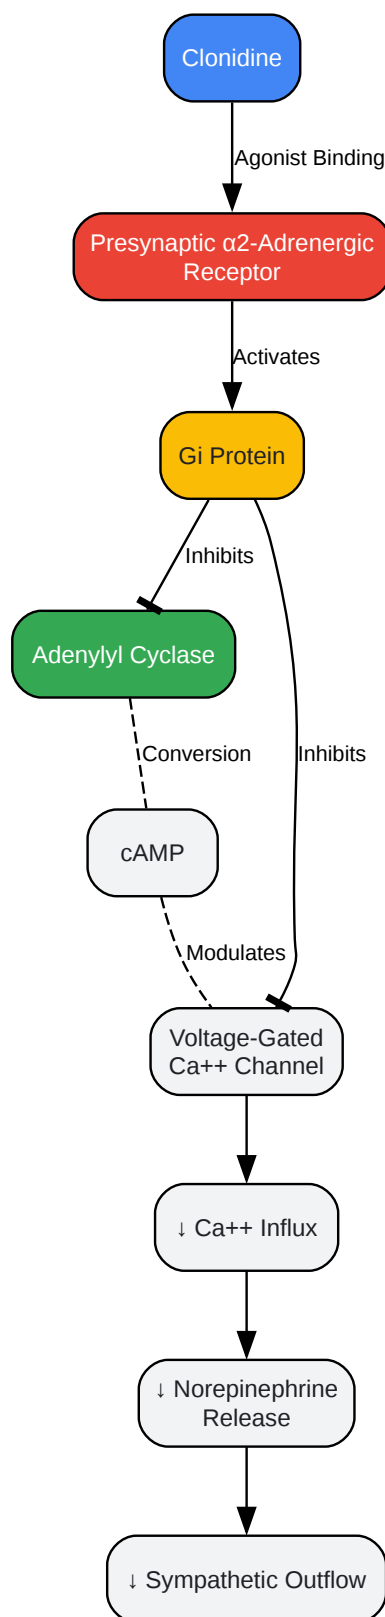 Clonidine
Agonist Binding
Presynaptic α2-Adrenergic
Receptor
Activates
Gi Protein
Inhibits
Adenylyl Cyclase
Conversion
Inhibits
cAMP
Modulates
Voltage-Gated
Ca++ Channel
↓ Ca++ Influx
↓ Norepinephrine
Release
↓ Sympathetic Outflow